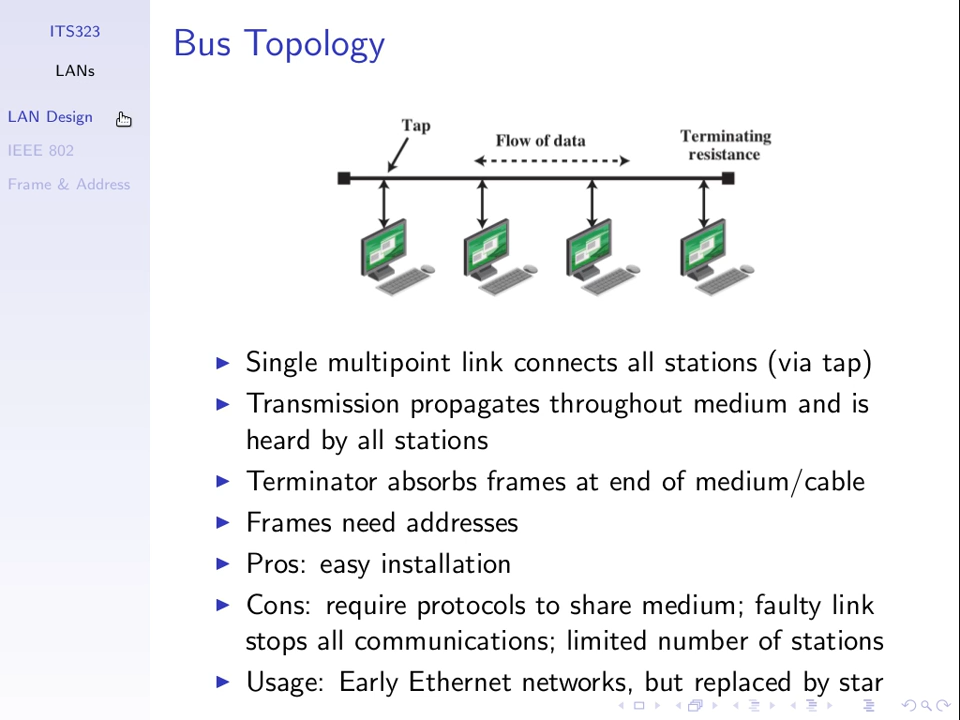 ITS323
LANs
LAN Design
IEEE 802
Frame & Address
Bus Topology
Tap
Flow of data
Terminating
resistance
Single multipoint link connects all stations (via tap)
Transmission propagates throughout medium and is
heard by all stations
Terminator absorbs frames at end of medium/cable
Frames need addresses
Pros: easy installation
Cons: require protocols to share medium; faulty link
stops all communications; limited number of stations
Usage: Early Ethernet networks, but replaced by star